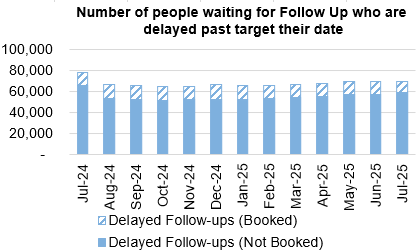 Number of people waiting for Follow Up who are
delayed past target their date
100,000
80,000
60,000
40,000
20,000
-
Jul-24
Aug-24
Sep-24
Oct-24
Nov-24
Dec-24
Jan-25
Feb-25
Mar-25
Apr-25
May-25
Jun-25
Jul-25
Delayed Follow-ups (Booked)
Delayed Follow-ups (Not Booked)